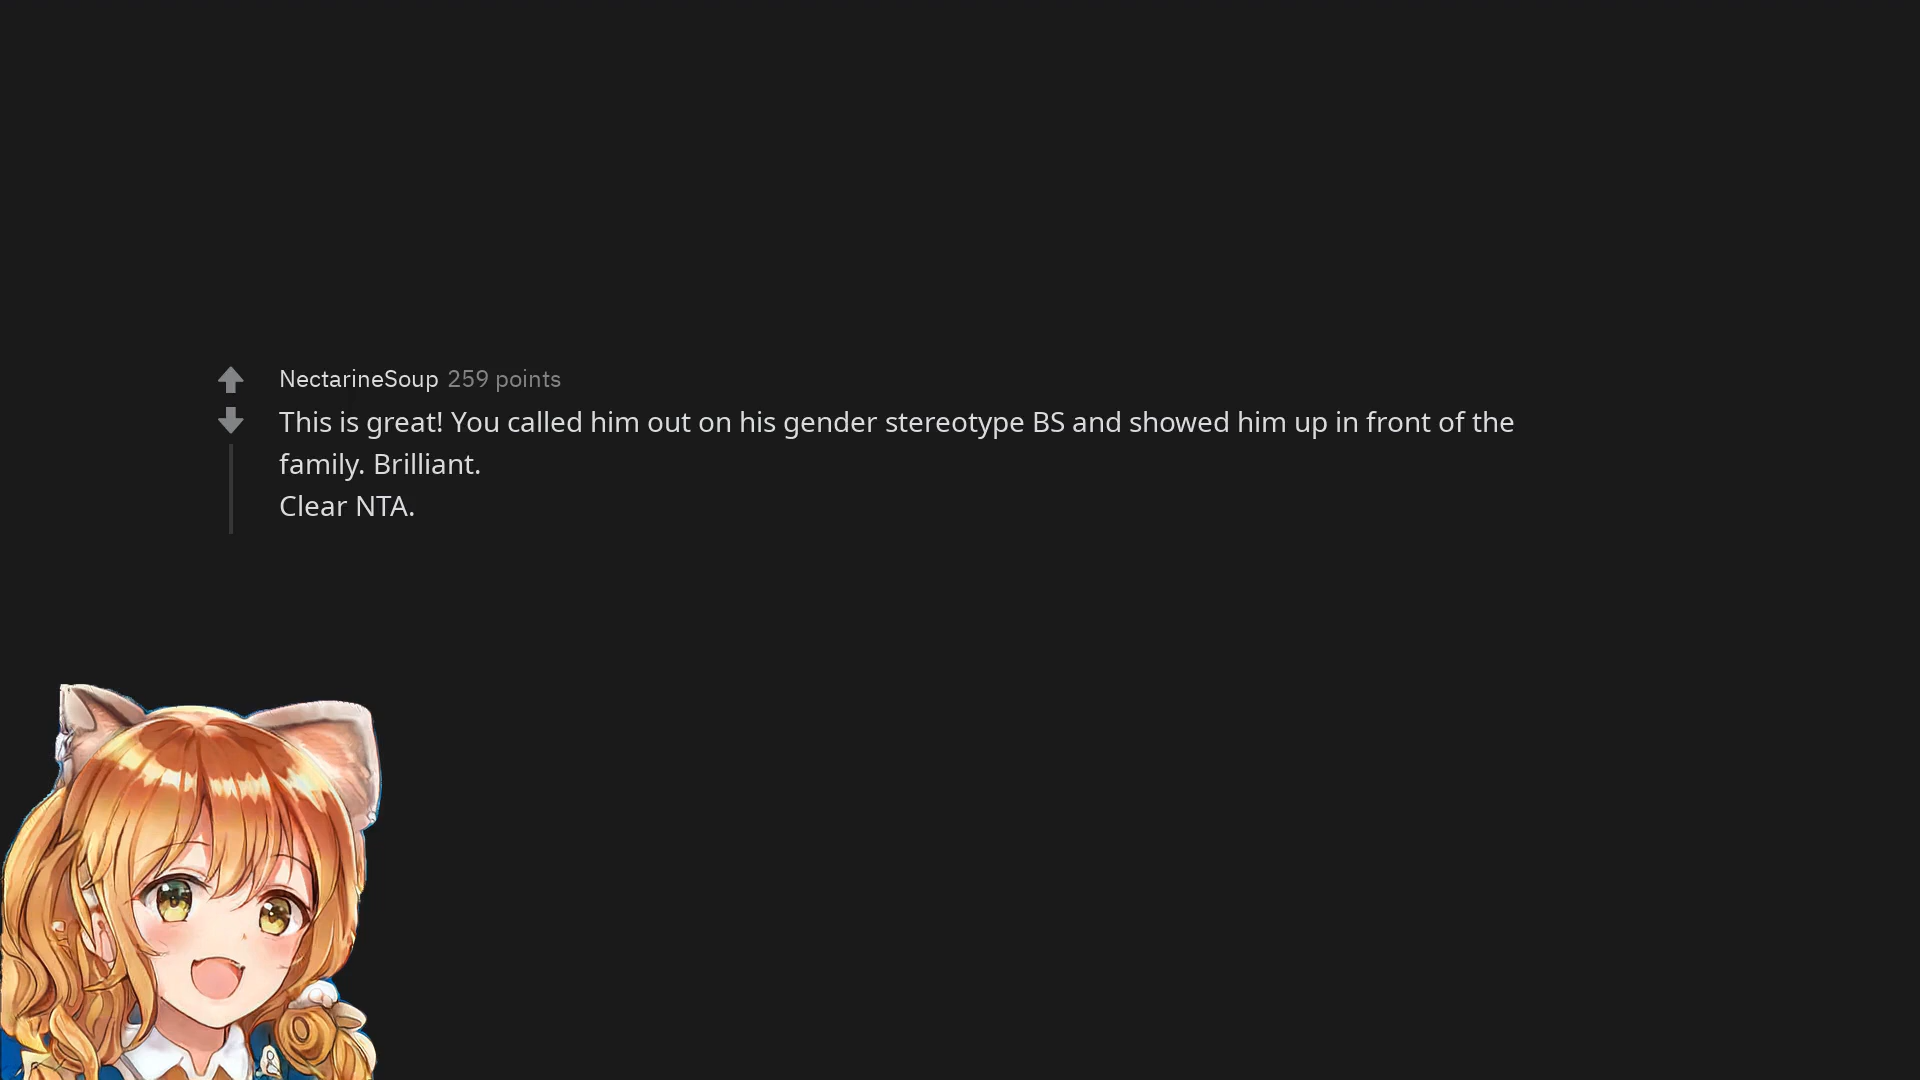 NectarineSoup 259 points
This is great! You called him out on his gender stereotype BS and showed him up in front of the
family. Brilliant.
Clear NTA.